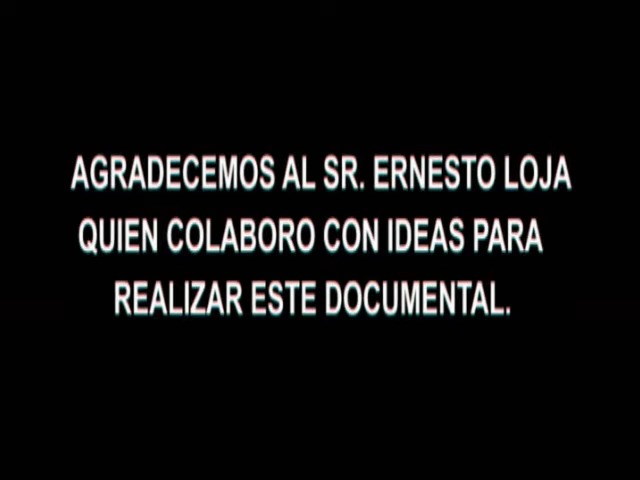 AGRADECEMOS AL SR. ERNESTO LOJA
QUIEN COLABORO CON IDEAS PARA
REALIZAR ESTE DOCUMENTAL.